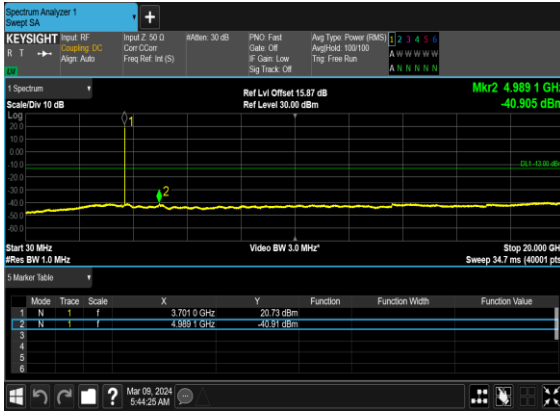 Spectrum Analyzer 1
Swept SA
+
KEYSIGHT Input: RF Input Z: 50 Ω #Atten: 30 dB PNO: Fast Avg Type: Power (RMS) 1 2 3 4 5 6
R T Coupling: DC Corr CCorr Gate: Off Avg|Hold: 100/100 A W W W W W
Align: Auto Freq Ref: Int (S) IF Gain: Low Trig: Free Run
Sig Track: Off A N N N N N
1 Spectrum
Scale/Div 10 dB Ref Lvl Offset 15.87 dB Mkr2 4.989 1 GHz
Ref Level 30.00 dBm -40.905 dBm
Log
20.0
10.0
0.00
-10.0
-20.0
-30.0
-40.0
-50.0
-60.0
1
2
DL1 -13.00 dBm
Start 30 MHz Video BW 3.0 MHz* Stop 20.000 GHz
#Res BW 1.0 MHz Sweep 34.7 ms (40001 pts)
5 Marker Table
Mode Trace Scale X Y Function Function Width Function Value
1 N 1 f 3.701 0 GHz 20.73 dBm
2 N 1 f 4.989 1 GHz -40.91 dBm
3
4
5
6
? Mar 09, 2024
5:44:25 AM